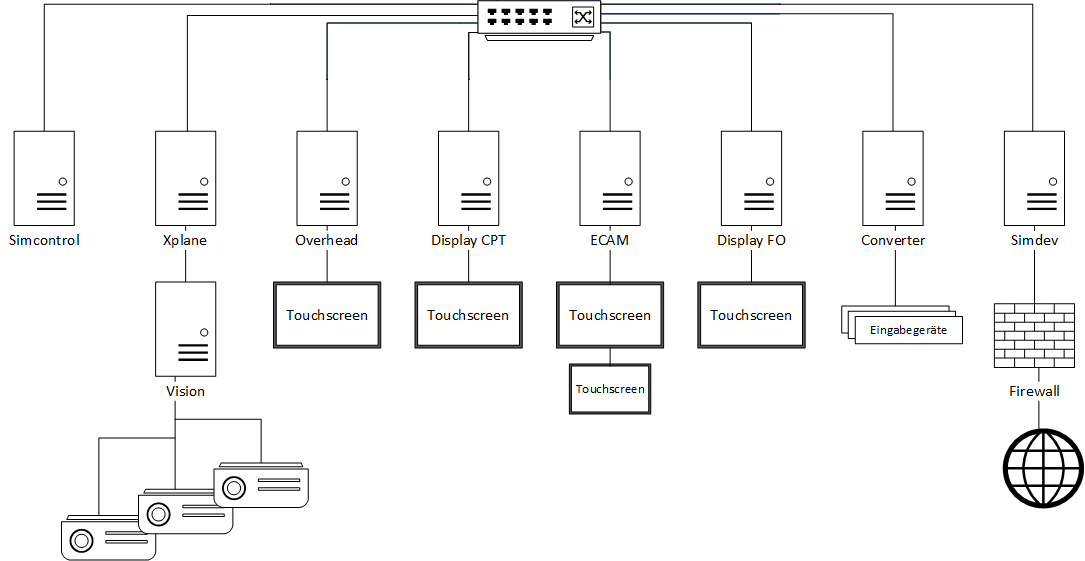 Simcontrol
Xplane
Overhead
Display CPT
ECAM
Display FO
Converter
Simdev
Touchscreen
Touchscreen
Touchscreen
Touchscreen
Eingabegeräte
Vision
Touchscreen
Firewall